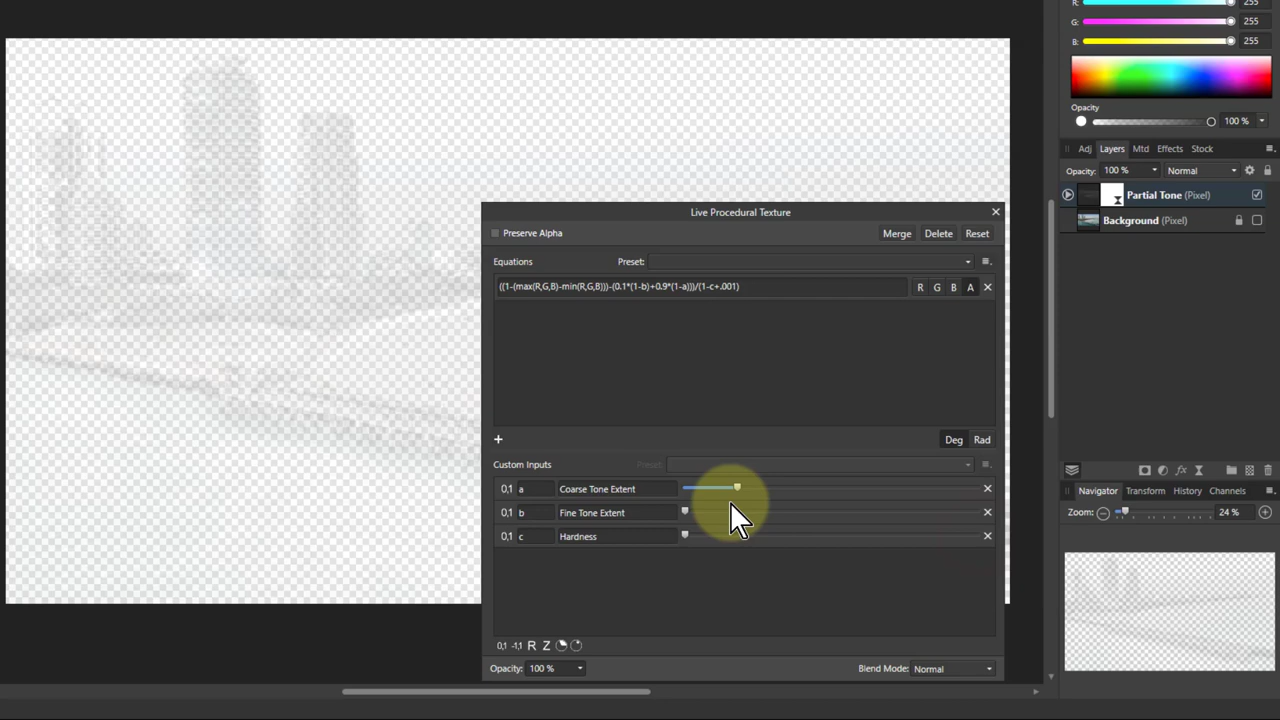 R: 255
G: 255
B: 255
Opacity
100 %
Adj Layers Mtd Effects Stock
Opacity: 100 % Normal
Partial Tone (Pixel)
Background (Pixel)
Live Procedural Texture
Preserve Alpha Merge Delete Reset
Equations Preset:
((1-(max(R,G,B)-min(R,G,B)))-(0.1*(1-b)+0.9*(1-a)))/(1-c+.001) R G B A
Deg Rad
Custom Inputs Preset:
0,1 a Coarse Tone Extent
0,1 b Fine Tone Extent
0,1 c Hardness
0,1 -1,1 R Z
Opacity: 100 % Blend Mode: Normal
fx
Navigator Transform History Channels
Zoom: 24 %